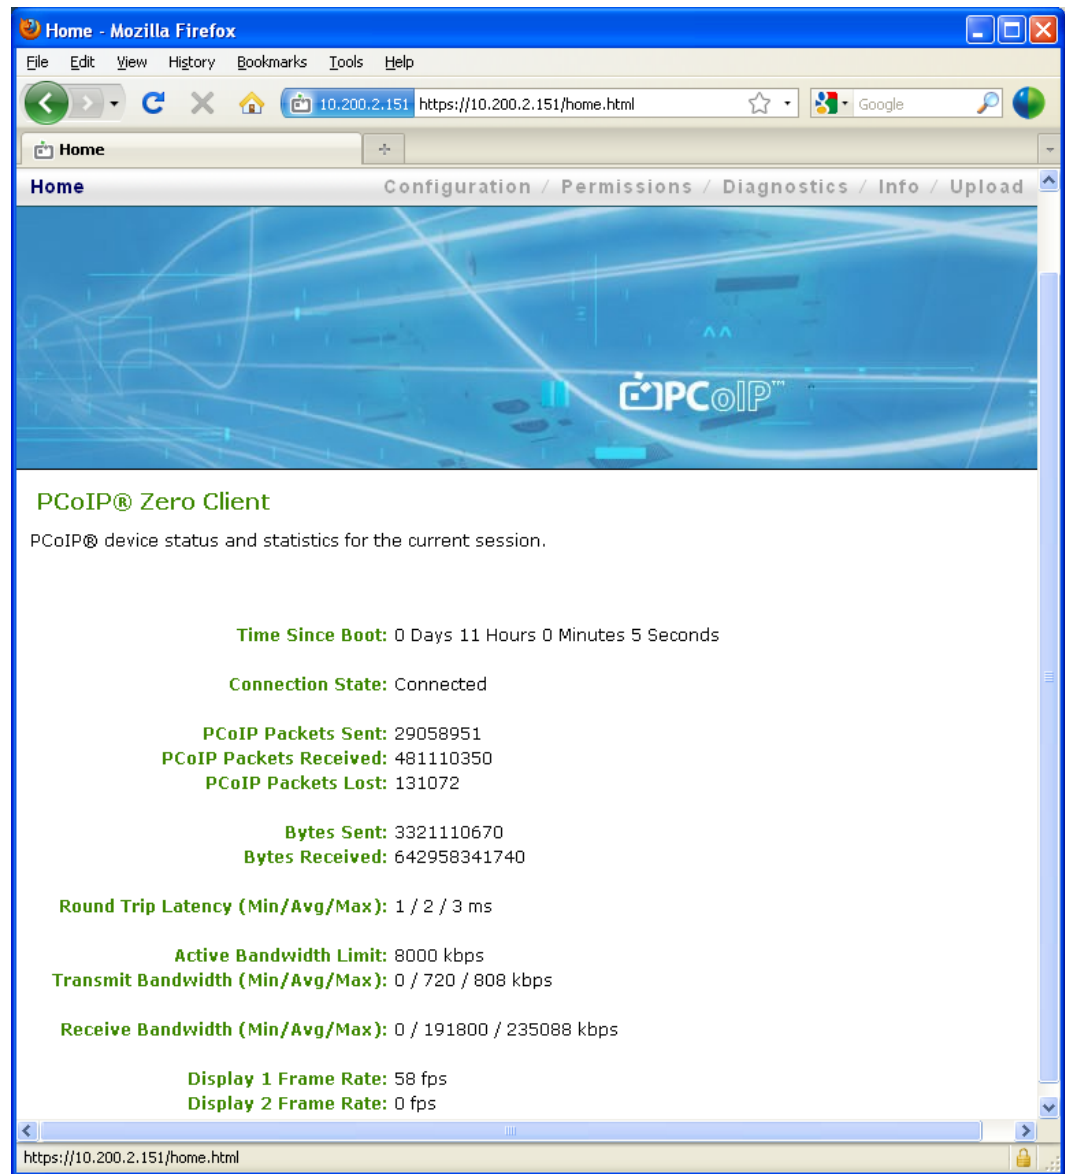 Home - Mozilla Firefox
File Edit View History Bookmarks Tools Help
10.200.2.151 https://10.200.2.151/home.html Google
Home
Home Configuration / Permissions / Diagnostics / Info / Upload
PCoIP™
PCoIP® Zero Client
PCoIP® device status and statistics for the current session.
Time Since Boot: 0 Days 11 Hours 0 Minutes 5 Seconds
Connection State: Connected
PCoIP Packets Sent: 29058951
PCoIP Packets Received: 481110350
PCoIP Packets Lost: 131072
Bytes Sent: 3321110670
Bytes Received: 642958341740
Round Trip Latency (Min/Avg/Max): 1 / 2 / 3 ms
Active Bandwidth Limit: 8000 kbps
Transmit Bandwidth (Min/Avg/Max): 0 / 720 / 808 kbps
Receive Bandwidth (Min/Avg/Max): 0 / 191800 / 235088 kbps
Display 1 Frame Rate: 58 fps
Display 2 Frame Rate: 0 fps
https://10.200.2.151/home.html